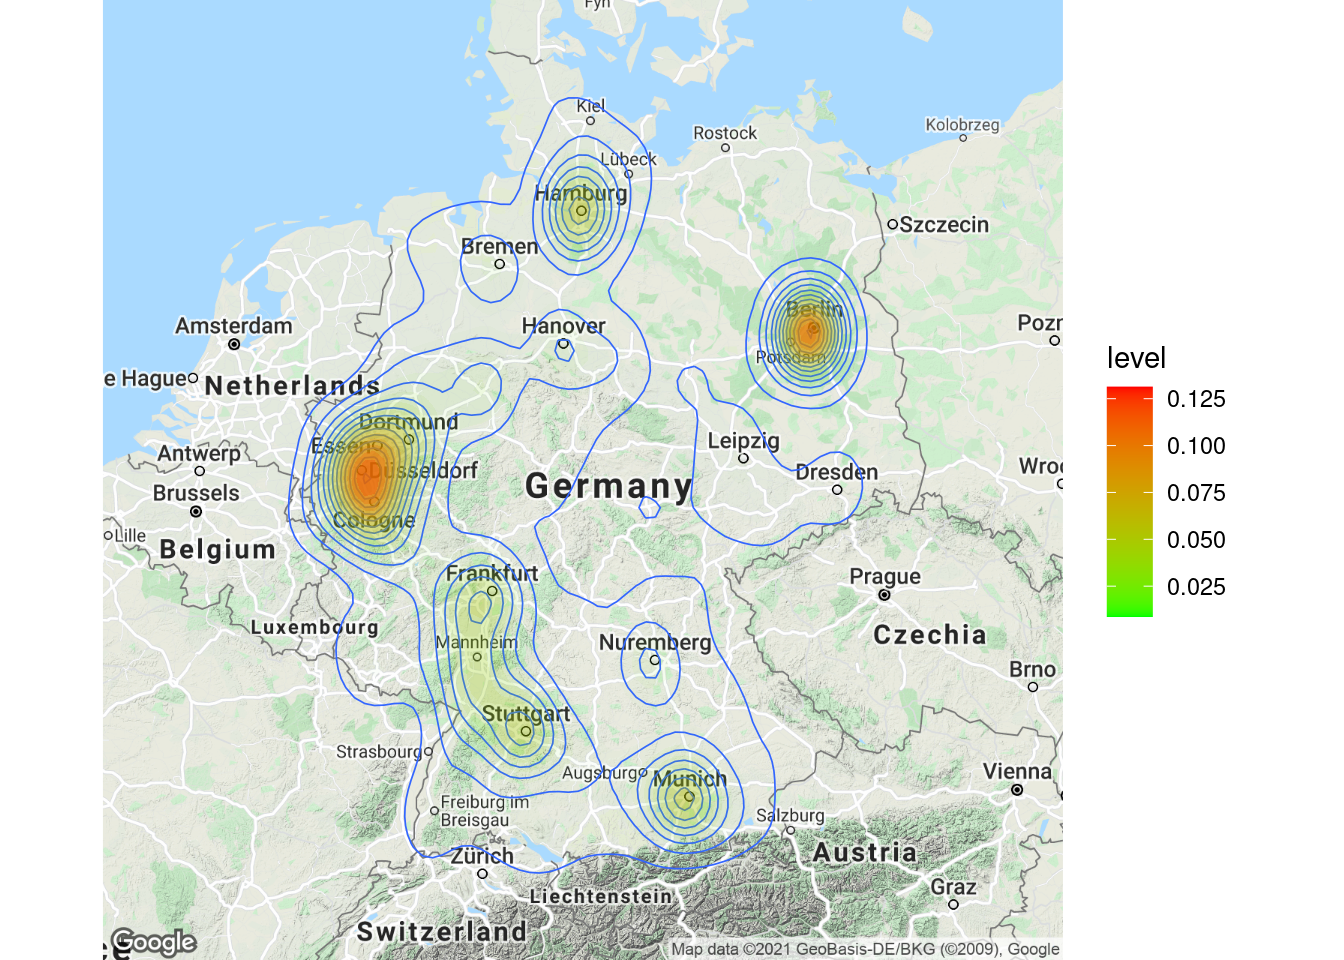 Fyn
Kiel
Kolobrzeg
Rostock
Lübeck
Hamburg
Szczecin
Bremen
Berlin
Amsterdam
Hanover
Pozr
Potsdam
e Hague
Netherlands
Dortmund
Essen
Leipzig
Antwerp
Düsseldorf
Dresden
Wroc
Brussels
Germany
Cologne
Lille
Belgium
Frankfurt
Prague
Luxembourg
Mannheim
Nuremberg
Czechia
Brno
Stuttgart
Strasbourg
Augsburg
Munich
Vienna
Freiburg im
Breisgau
Salzburg
Zürich
Austria
Liechtenstein
Graz
Switzerland
ce
Google
Map data ©2021 GeoBasis-DE/BKG (©2009), Google
level
0.125
0.100
0.075
0.050
0.025